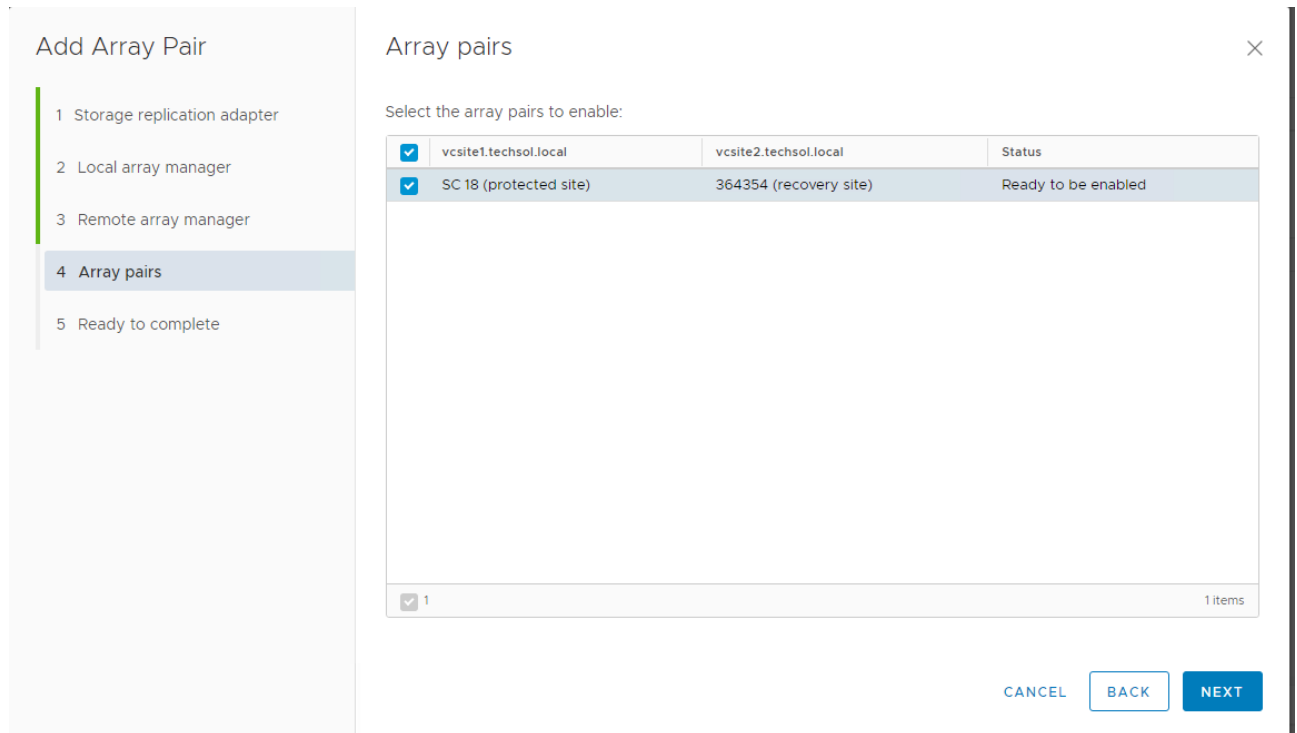 Add Array Pair
1 Storage replication adapter
2 Local array manager
3 Remote array manager
4 Array pairs
5 Ready to complete
Array pairs
Select the array pairs to enable:
vcsite1.techsol.local vcsite2.techsol.local Status
SC 18 (protected site) 364354 (recovery site) Ready to be enabled
1 1 items
CANCEL BACK NEXT